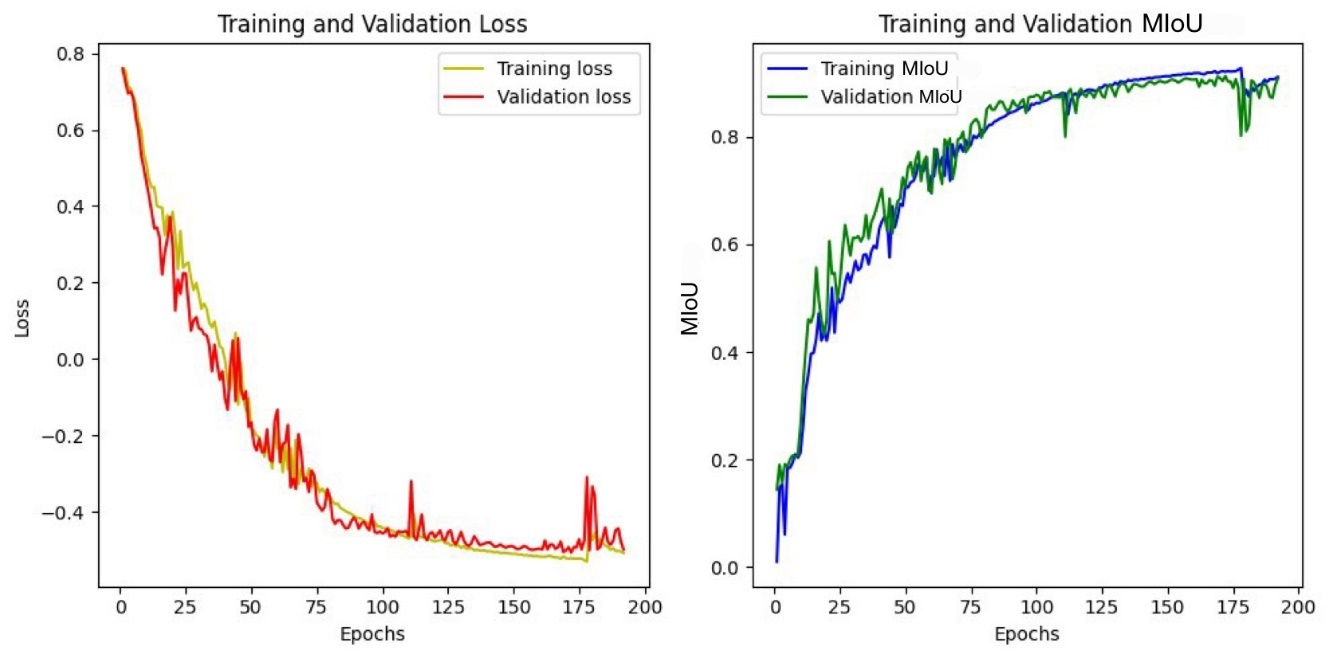 Training and Validation Loss
0.8
0.6
0.4
0.2
0.0
−0.2
−0.4
Loss
Training loss
Validation loss
0 25 50 75 100 125 150 175 200
Epochs
Training and Validation MIoU
0.8
0.6
0.4
0.2
0.0
MIoU
Training MIoU
Validation MIoU
0 25 50 75 100 125 150 175 200
Epochs